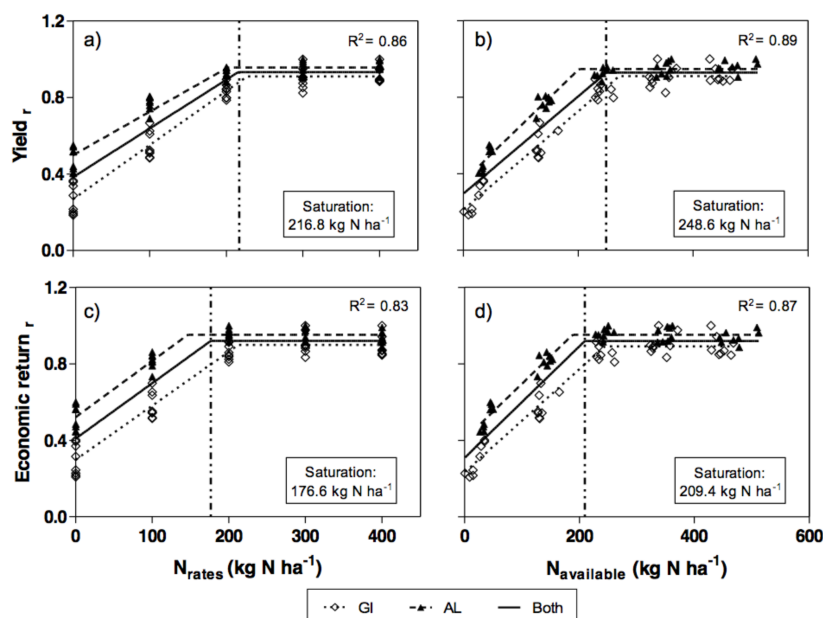 a)
R² = 0.86
1.2
0.8
0.4
0.0
Yield r
Saturation:
216.8 kg N ha⁻¹
b)
R² = 0.89
Saturation:
248.6 kg N ha⁻¹
c)
R² = 0.83
1.2
0.8
0.4
0.0
Economic return r
Saturation:
176.6 kg N ha⁻¹
0 100 200 300 400
N rates (kg N ha⁻¹)
d)
R² = 0.87
Saturation:
209.4 kg N ha⁻¹
0 200 400 600
N available (kg N ha⁻¹)
GI AL Both